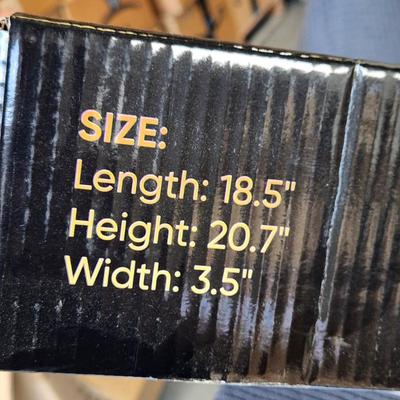 SIZE:
Length: 18.5"
Height: 20.7"
Width: 3.5"